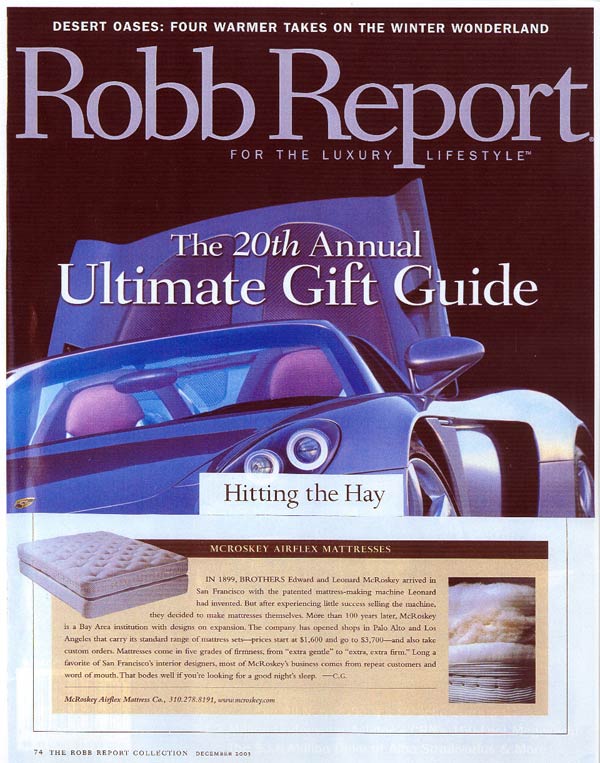 DESERT OASES: FOUR WARMER TAKES ON THE WINTER WONDERLAND
Robb Report
FOR THE LUXURY LIFESTYLE™
The 20th Annual
Ultimate Gift Guide
Hitting the Hay
MCROSKEY AIRFLEX MATTRESSES
IN 1899, BROTHERS Edward and Leonard McRoskey arrived in
San Francisco with the patented mattress-making machine Leonard
had invented. But after experiencing little success selling the machine,
they decided to make mattresses themselves. More than 100 years later, McRoskey
is a Bay Area institution with designs on expansion. The company has opened shops in Palo Alto and Los
Angeles that carry its standard range of mattress sets—prices start at $1,600 and go to $3,700—and also take
custom orders. Mattresses come in five grades of firmness, from “extra gentle” to “extra, extra firm.” Long a
favorite of San Francisco's interior designers, most of McRoskey's business comes from repeat customers and
word of mouth. That bodes well if you're looking for a good night's sleep. —C.G.
McRoskey Airflex Mattress Co., 310.278.8191, www.mcroskey.com
74 THE ROBB REPORT COLLECTION DECEMBER 2003